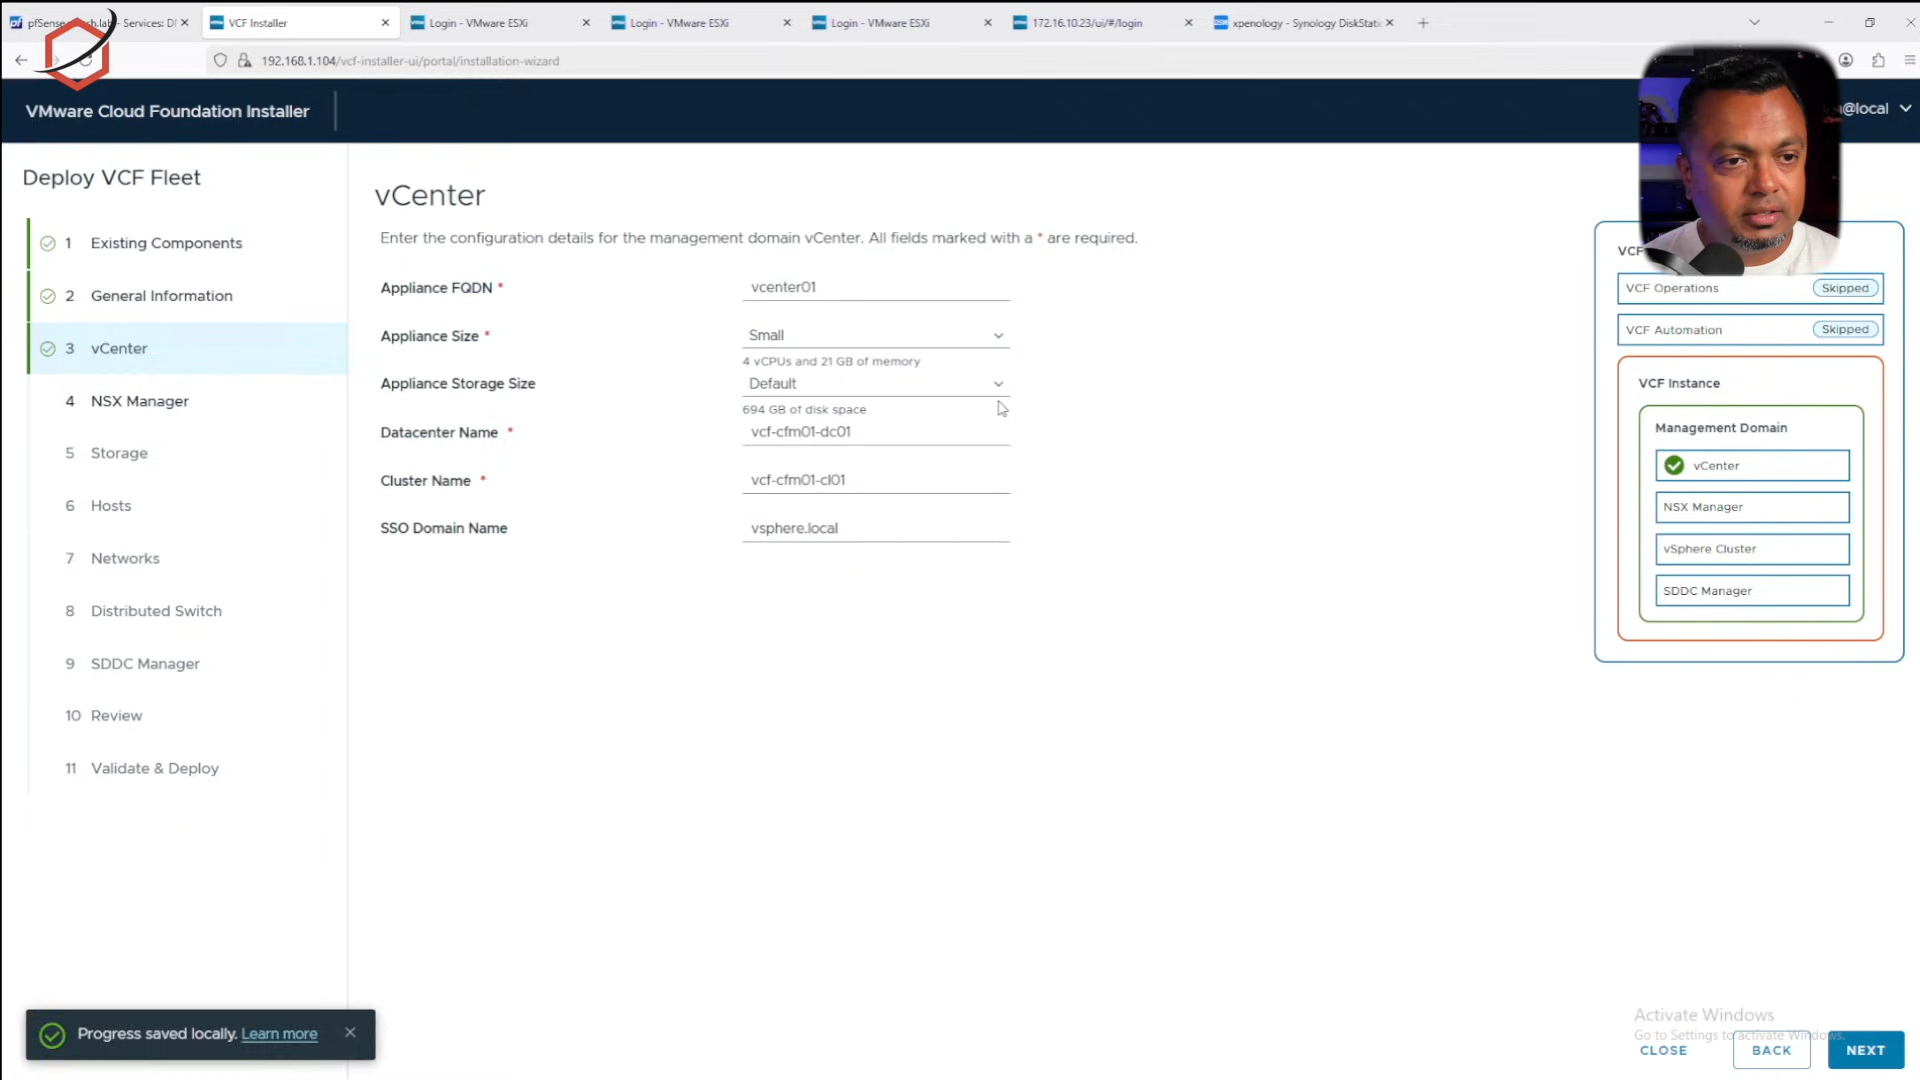 Services: D
VCF Installer
Login - VMware ESXi
Login - VMware ESXi
Login - VMware ESXi
172.16.10.23/ui/#/login
xpenology - Synology DiskStati
192.168.1.104/vcf-installer-ui/portal/installation-wizard
VMware Cloud Foundation Installer
@local
Deploy VCF Fleet
1 Existing Components
2 General Information
3 vCenter
4 NSX Manager
5 Storage
6 Hosts
7 Networks
8 Distributed Switch
9 SDDC Manager
10 Review
11 Validate & Deploy
vCenter
Enter the configuration details for the management domain vCenter. All fields marked with a * are required.
Appliance FQDN * vcenter01
Appliance Size * Small
4 vCPUs and 21 GB of memory
Appliance Storage Size Default
694 GB of disk space
Datacenter Name * vcf-cfm01-dc01
Cluster Name * vcf-cfm01-cl01
SSO Domain Name vsphere.local
VCF
VCF Operations Skipped
VCF Automation Skipped
VCF Instance
Management Domain
vCenter
NSX Manager
vSphere Cluster
SDDC Manager
Progress saved locally. Learn more
Activate Windows
Go to Settings to activate Windows.
CLOSE
BACK
NEXT